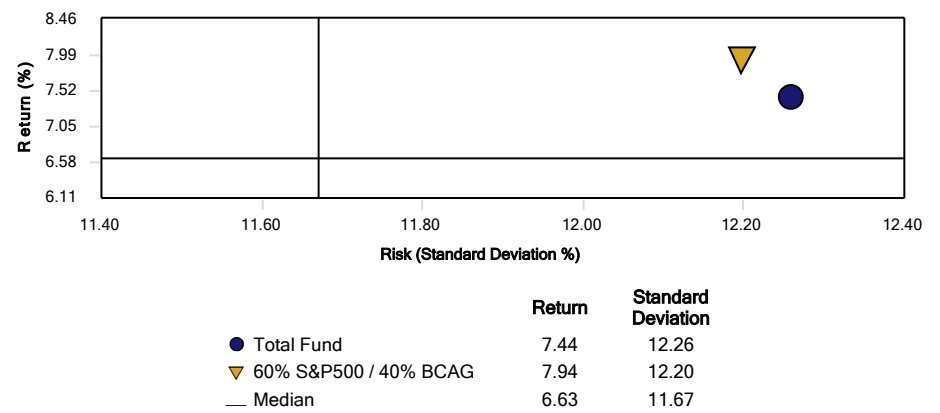 8.46
7.99
7.52
7.05
6.58
6.11
Return (%)
11.40 11.60 11.80 12.00 12.20 12.40
Risk (Standard Deviation %)
Return Standard Deviation
Total Fund 7.44 12.26
60% S&P500 / 40% BCAG 7.94 12.20
Median 6.63 11.67